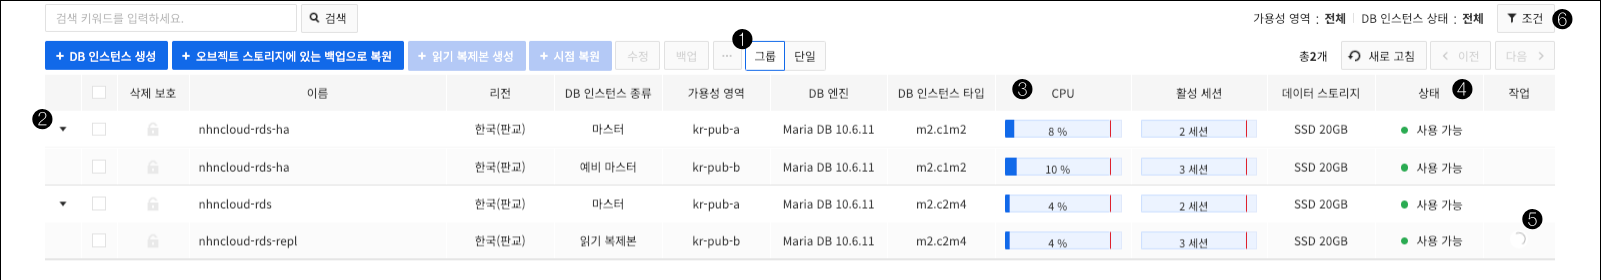 검색 키워드를 입력하세요. 검색 가용성 영역 : 전체 DB 인스턴스 상태 : 전체 조건 6
+ DB 인스턴스 생성 + 오브젝트 스토리지에 있는 백업으로 복원 + 읽기 복제본 생성 + 시점 복원 수정 백업 ... 1 그룹 단일 총2개 새로 고침 < 이전 다음 >
삭제 보호 이름 리전 DB 인스턴스 종류 가용성 영역 DB 엔진 DB 인스턴스 타입 3 CPU 활성 세션 데이터 스토리지 상태 4 작업
2 nhncloud-rds-ha 한국(판교) 마스터 kr-pub-a Maria DB 10.6.11 m2.c1m2 8 % 2 세션 SSD 20GB 사용 가능
nhncloud-rds-ha 한국(판교) 예비 마스터 kr-pub-b Maria DB 10.6.11 m2.c1m2 10 % 3 세션 SSD 20GB 사용 가능
nhncloud-rds 한국(판교) 마스터 kr-pub-a Maria DB 10.6.11 m2.c2m4 4 % 2 세션 SSD 20GB 사용 가능
nhncloud-rds-repl 한국(판교) 읽기 복제본 kr-pub-b Maria DB 10.6.11 m2.c2m4 4 % 3 세션 SSD 20GB 사용 가능 5